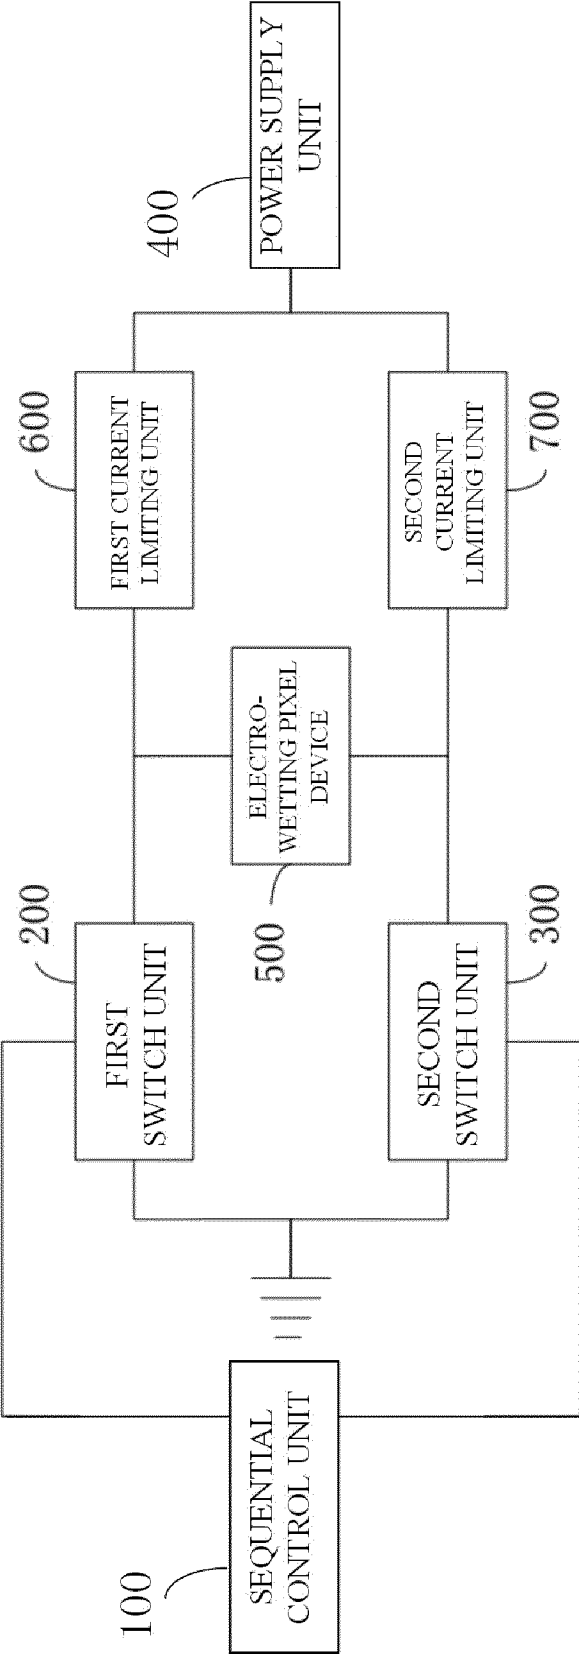 100
SEQUENTIAL
CONTROL UNIT
200
FIRST
SWITCH UNIT
300
SECOND
SWITCH UNIT
500
ELECTRO-
WETTING PIXEL
DEVICE
600
FIRST CURRENT
LIMITING UNIT
700
SECOND
CURRENT
LIMITING UNIT
400
POWER SUPPLY
UNIT